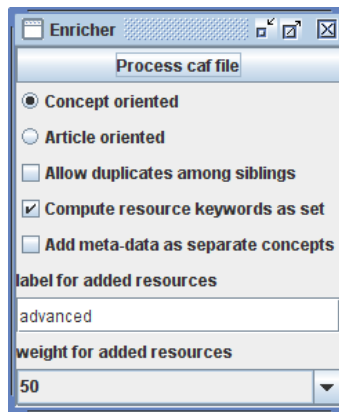 Enricher
Process caf file
Concept oriented
Article oriented
Allow duplicates among siblings
Compute resource keywords as set
Add meta-data as separate concepts
label for added resources
advanced
weight for added resources
50